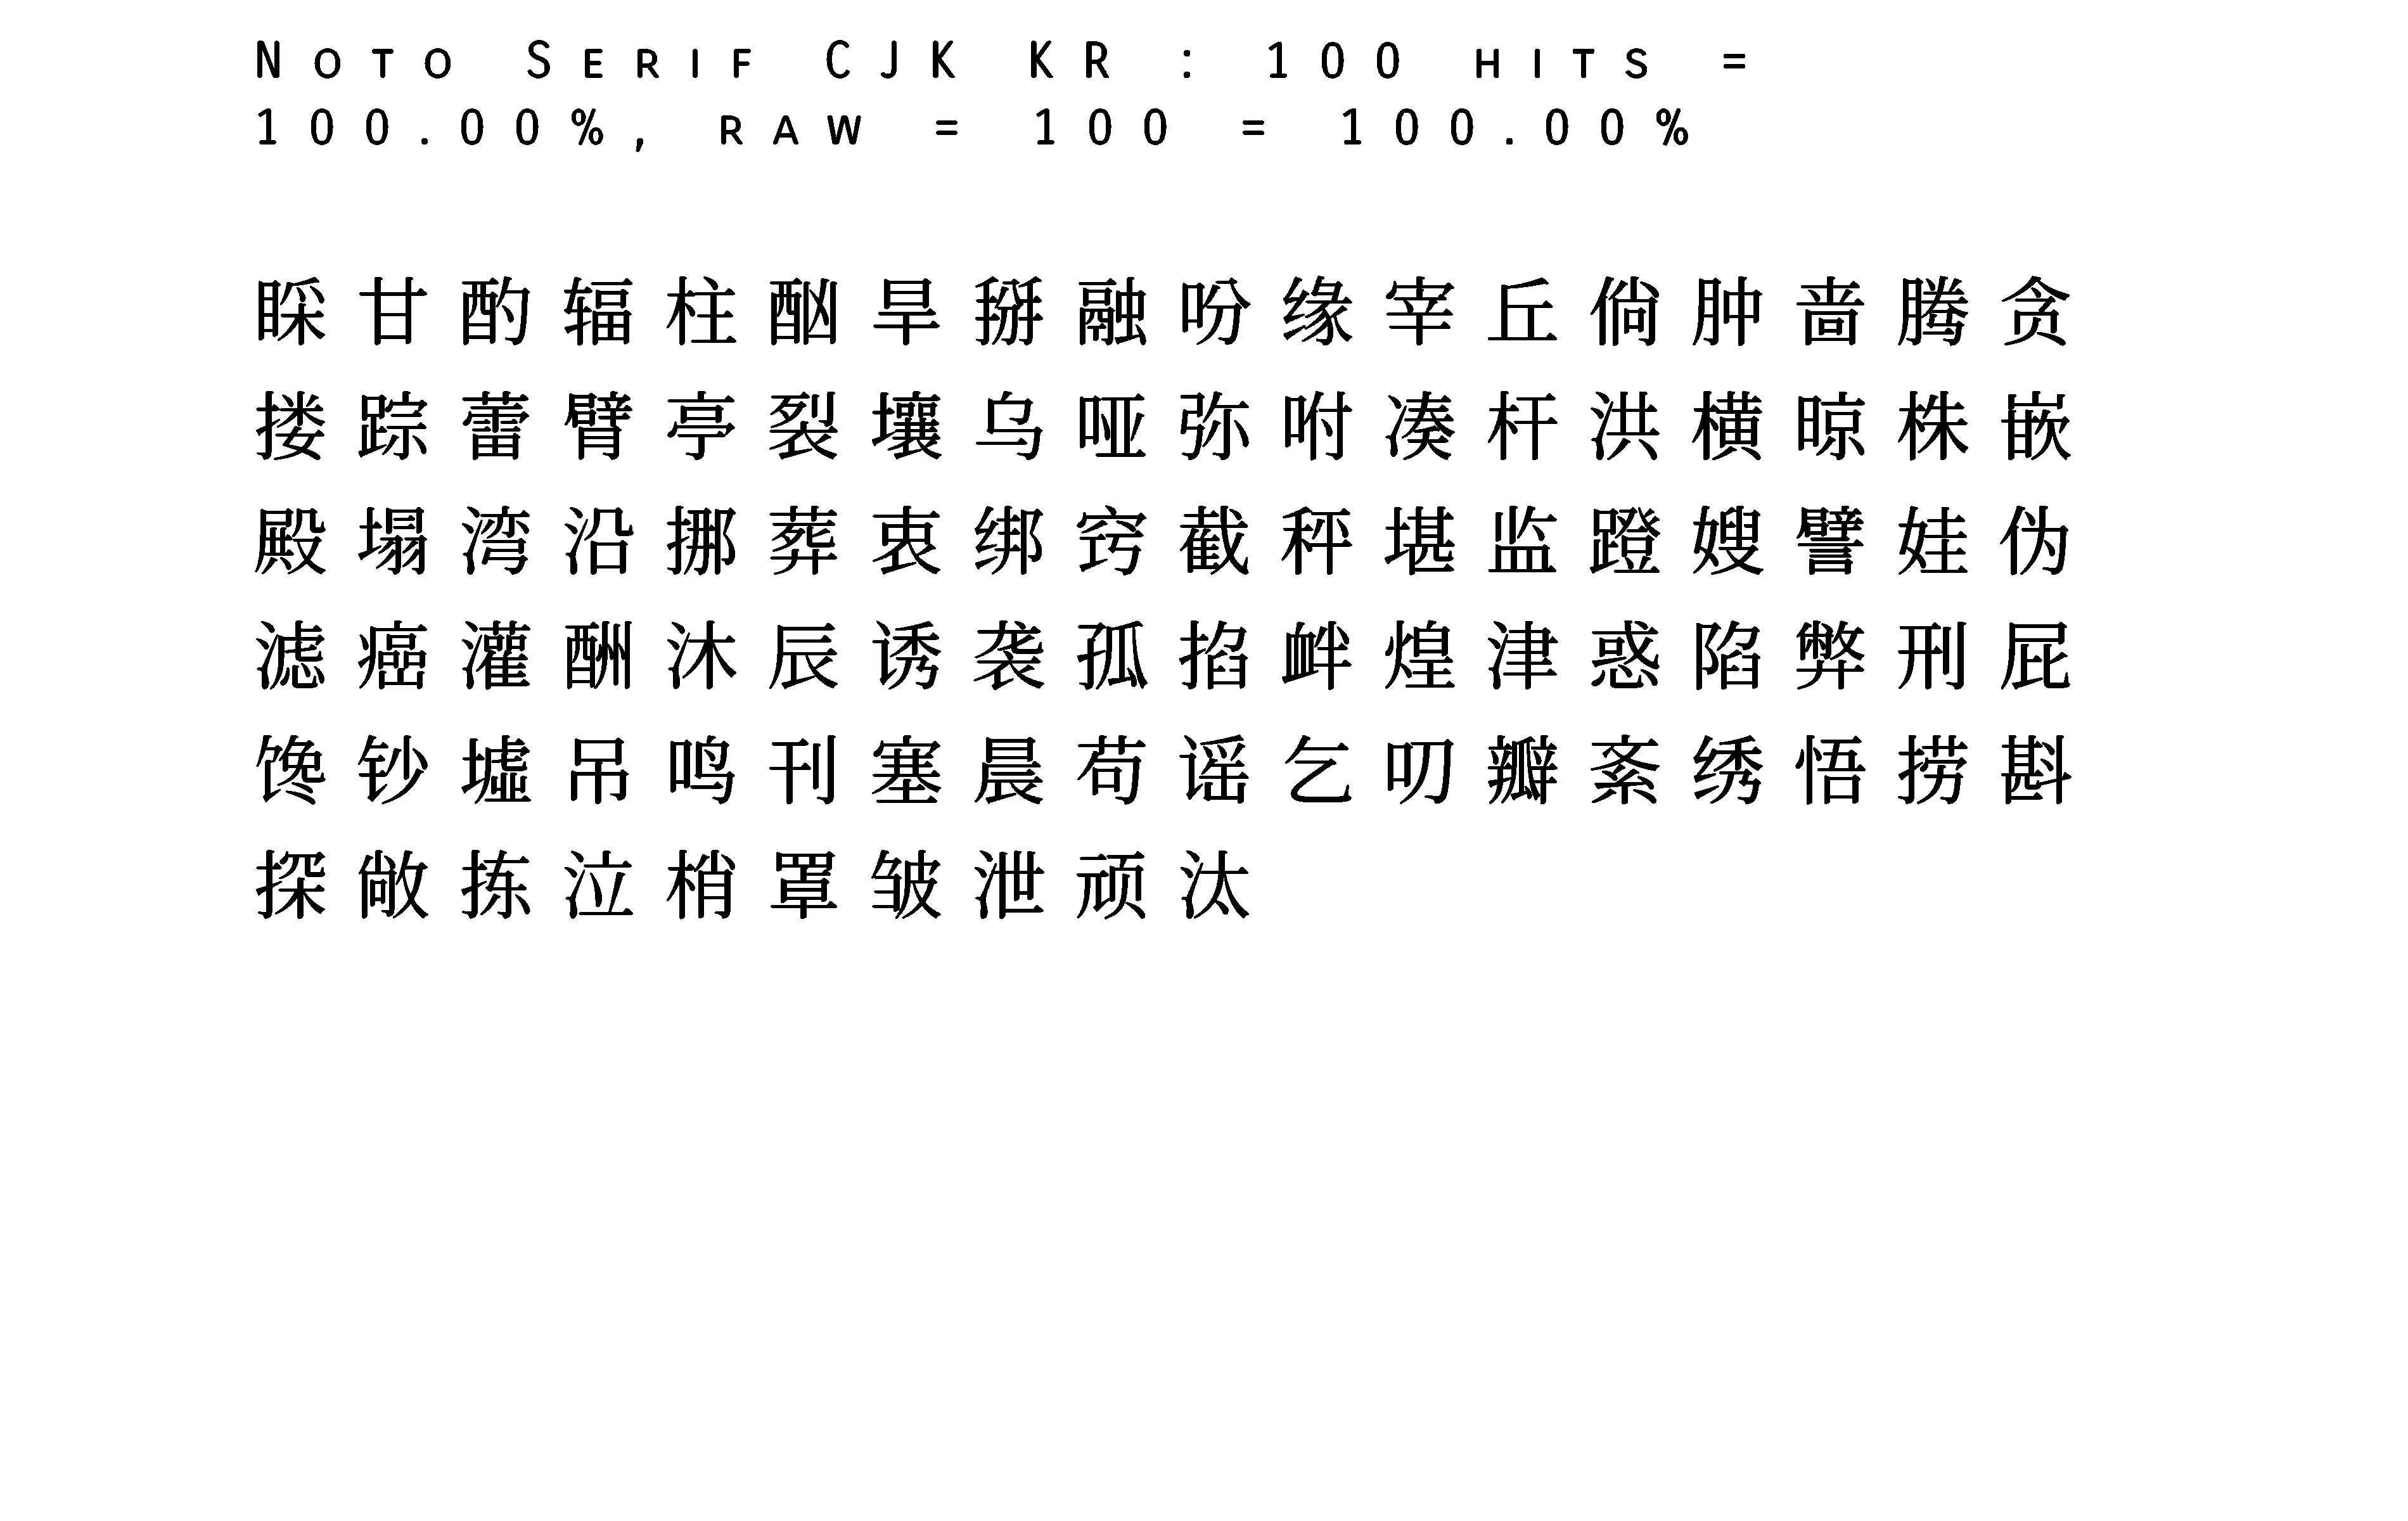 Noto Serif CJK KR : 100 hits =
100.00%, raw = 100 = 100.00%
睬甘酌辐柱酗旱掰融吩缘宰丘倘肿啬腾贪
搂踪蕾臂亭裂壤乌哑弥咐凑杆洪横晾株嵌
殿塌湾沿挪葬衷绑窍截秤堪监蹬嫂譬娃伪
滤癌灌酬沐辰诱袭孤掐衅煌津惑陷弊刑屁
馋钞墟吊鸣刊塞晨苟谣乞叨瓣紊绣悟捞斟
探敞拣泣梢罩皱泄顽汰